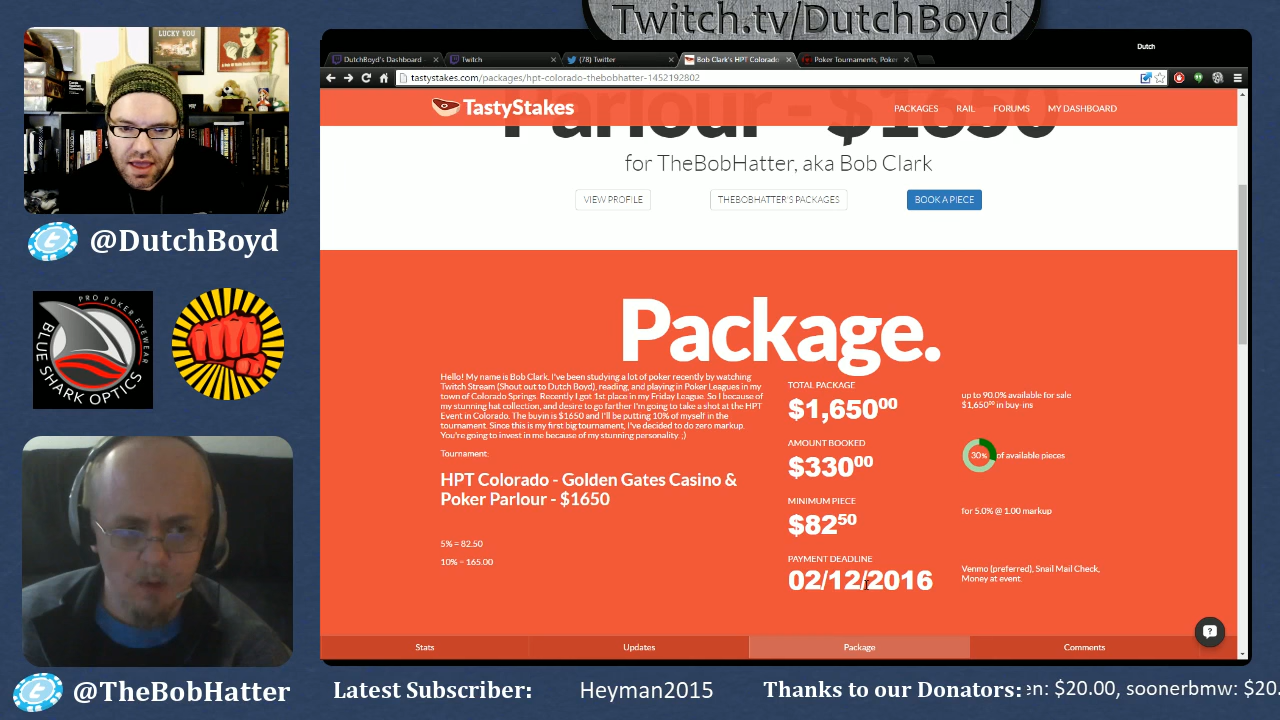 Twitch.tv/DutchBoyd
Dutch
DutchBoyd's Dashboard
Twitch
(78) Twitter
Bob Clark's HPT Colorado
Poker Tournaments, Poke
tastystakes.com/packages/hpt-colorado-thebobhatter-1452192802
TastyStakes
PACKAGES
RAIL
FORUMS
MY DASHBOARD
Parlour - $1650
for TheBobHatter, aka Bob Clark
VIEW PROFILE
THEBOBHATTER'S PACKAGES
BOOK A PIECE
LUCKY YOU
@DutchBoyd
PRO POKER EYEWEAR
BLUE SHARK OPTICS
Package.
Hello! My name is Bob Clark. I've been studying a lot of poker recently by watching
Twitch Stream (Shout out to Dutch Boyd), reading, and playing in Poker Leagues in my
town of Colorado Springs. Recently I got 1st place in my Friday League. So I because of
my stunning hat collection, and desire to go farther I'm going to take a shot at the HPT
Event in Colorado. The buyin is $1650 and I'll be putting 10% of myself in the
tournament. Since this is my first big tournament, I've decided to do zero markup.
You're going to invest in me because of my stunning personality. ;)
Tournament:
HPT Colorado - Golden Gates Casino &
Poker Parlour - $1650
5% = 82.50
10% = 165.00
TOTAL PACKAGE
$1,65000
up to 90.0% available for sale
$1,65000 in buy-ins
AMOUNT BOOKED
$33000
30% of available pieces
MINIMUM PIECE
$8250
for 5.0% @ 1.00 markup
PAYMENT DEADLINE
02/12/2016
Venmo (preferred), Snail Mail Check,
Money at event.
Stats
Updates
Package
Comments
@TheBobHatter
Latest Subscriber:
Heyman2015
Thanks to our Donators:
en: $20.00, soonerbmw: $20.